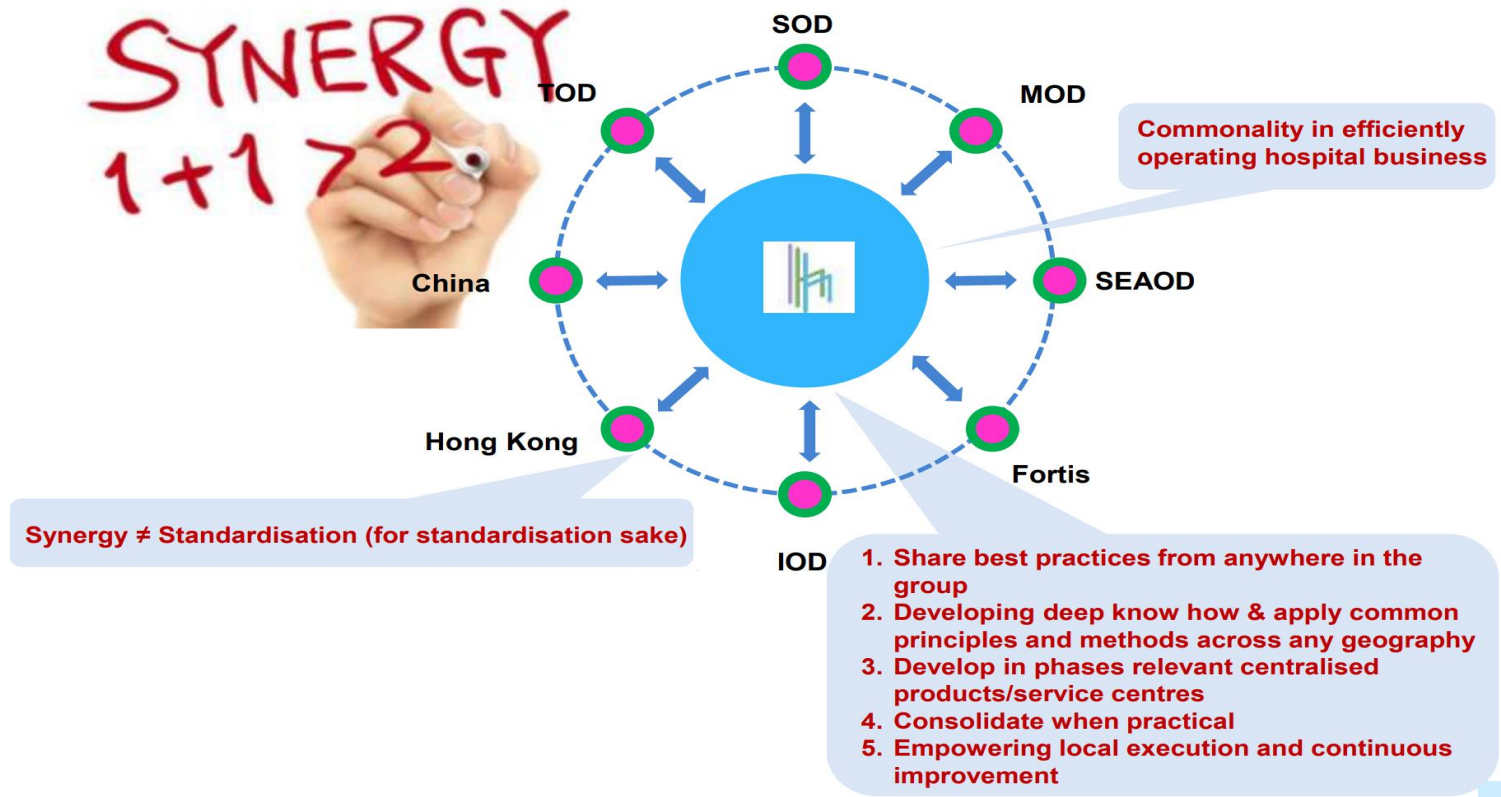 SYNERGY
1+1>2
SOD
TOD
MOD
Commonality in efficiently
operating hospital business
China
SEAOD
Hong Kong
Fortis
Synergy ≠ Standardisation (for standardisation sake)
IOD
1. Share best practices from anywhere in the
group
2. Developing deep know how & apply common
principles and methods across any geography
3. Develop in phases relevant centralised
products/service centres
4. Consolidate when practical
5. Empowering local execution and continuous
improvement